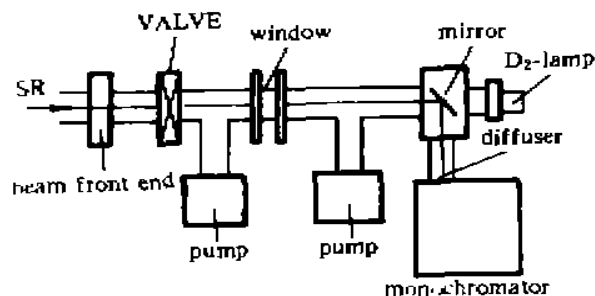 VALVE
window
mirror
SR
D₂-lamp
diffuser
beam front end
pump
pump
monochromator